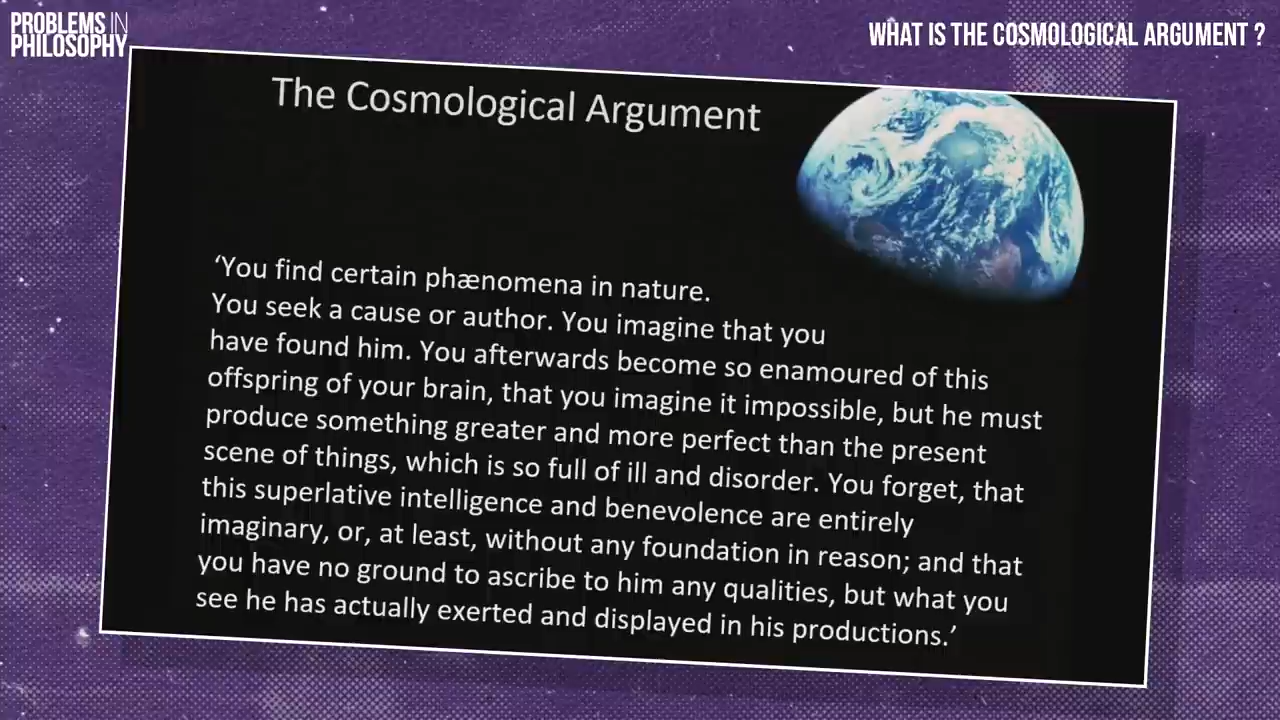 PROBLEMS IN
PHILOSOPHY
WHAT IS THE COSMOLOGICAL ARGUMENT ?
The Cosmological Argument
‘You find certain phænomena in nature.
You seek a cause or author. You imagine that you
have found him. You afterwards become so enamoured of this
offspring of your brain, that you imagine it impossible, but he must
produce something greater and more perfect than the present
scene of things, which is so full of ill and disorder. You forget, that
this superlative intelligence and benevolence are entirely
imaginary, or, at least, without any foundation in reason; and that
you have no ground to ascribe to him any qualities, but what you
see he has actually exerted and displayed in his productions.’